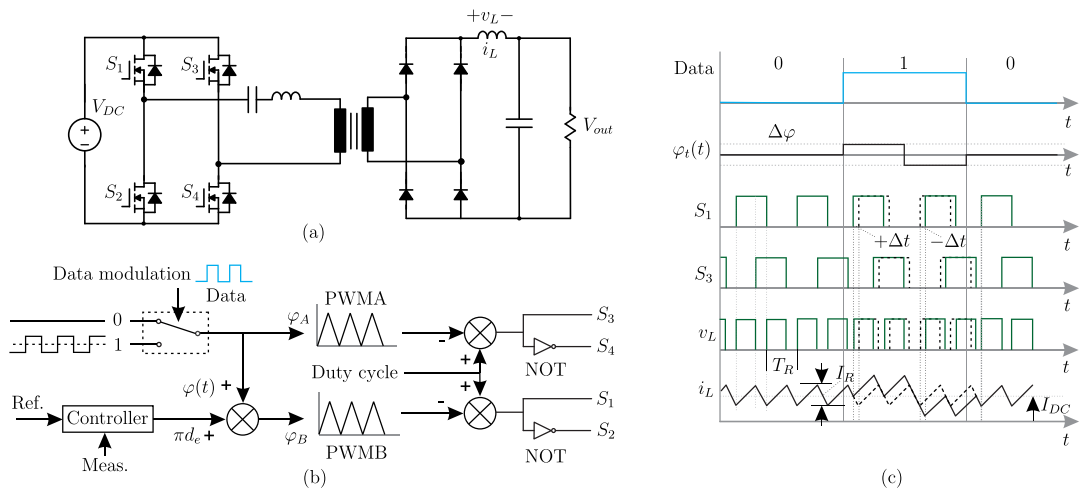 +v_L−
i_L
S_1
S_3
V_DC
+
−
V_out
S_2
S_4
(a)
Data modulation
Data
0
1
φ_A
PWMA
-
+
S_3
S_4
NOT
Duty cycle
φ(t) +
+
Ref.
Controller
πd_e +
φ_B
-
S_1
S_2
NOT
PWMB
Meas.
(b)
Data
0
1
0
t
Δφ
φ_t(t)
t
S_1
+Δt
−Δt
t
S_3
t
v_L
t
T_R
I_R
i_L
I_DC
t
(c)